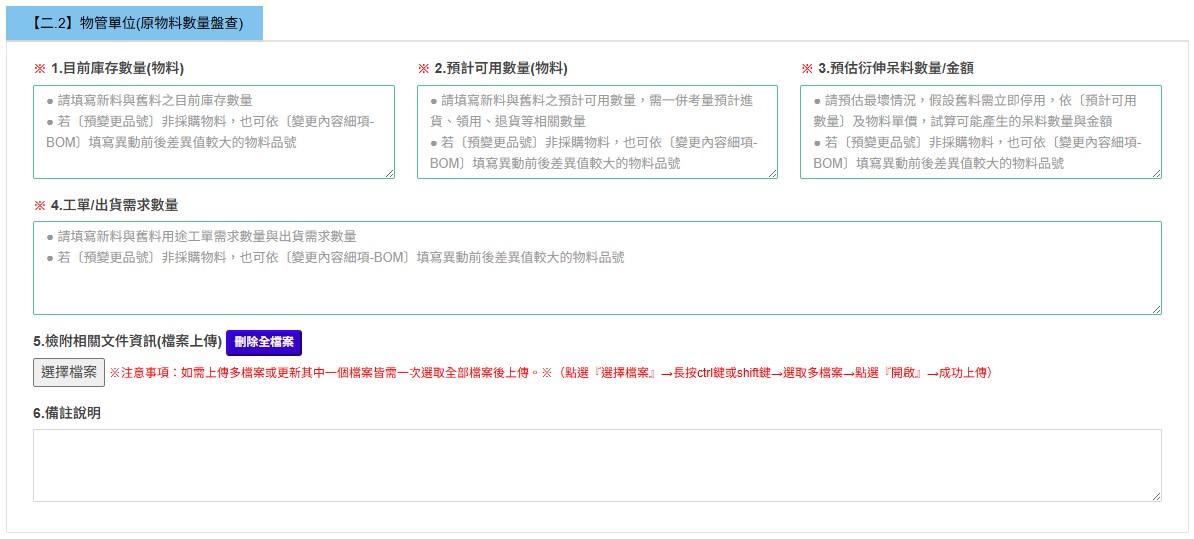 【二.2】物管單位(原物料數量盤查)
※ 1.目前庫存數量(物料)
● 請填寫新料與舊料之目前庫存數量
● 若〔預變更品號〕非採購物料，也可依〔變更內容細項-
BOM〕填寫異動前後差異值較大的物料品號
※ 2.預計可用數量(物料)
● 請填寫新料與舊料之預計可用數量，需一併考量預計進
貨、領用、退貨等相關數量
● 若〔預變更品號〕非採購物料，也可依〔變更內容細項-
BOM〕填寫異動前後差異值較大的物料品號
※ 3.預估衍伸呆料數量/金額
● 請預估最壞情況，假設舊料需立即停用，依〔預計可用
數量〕及物料單價，試算可能產生的呆料數量與金額
● 若〔預變更品號〕非採購物料，也可依〔變更內容細項-
BOM〕填寫異動前後差異值較大的物料品號
※ 4.工單/出貨需求數量
● 請填寫新料與舊料用途工單需求數量與出貨需求數量
● 若〔預變更品號〕非採購物料，也可依〔變更內容細項-BOM〕填寫異動前後差異值較大的物料品號
5.檢附相關文件資訊(檔案上傳) 刪除全檔案
選擇檔案 ※注意事項：如需上傳多檔案或更新其中一個檔案皆需一次選取全部檔案後上傳。※（點選『選擇檔案』→長按ctrl鍵或shift鍵→選取多檔案→點選『開啟』→成功上傳）
6.備註說明